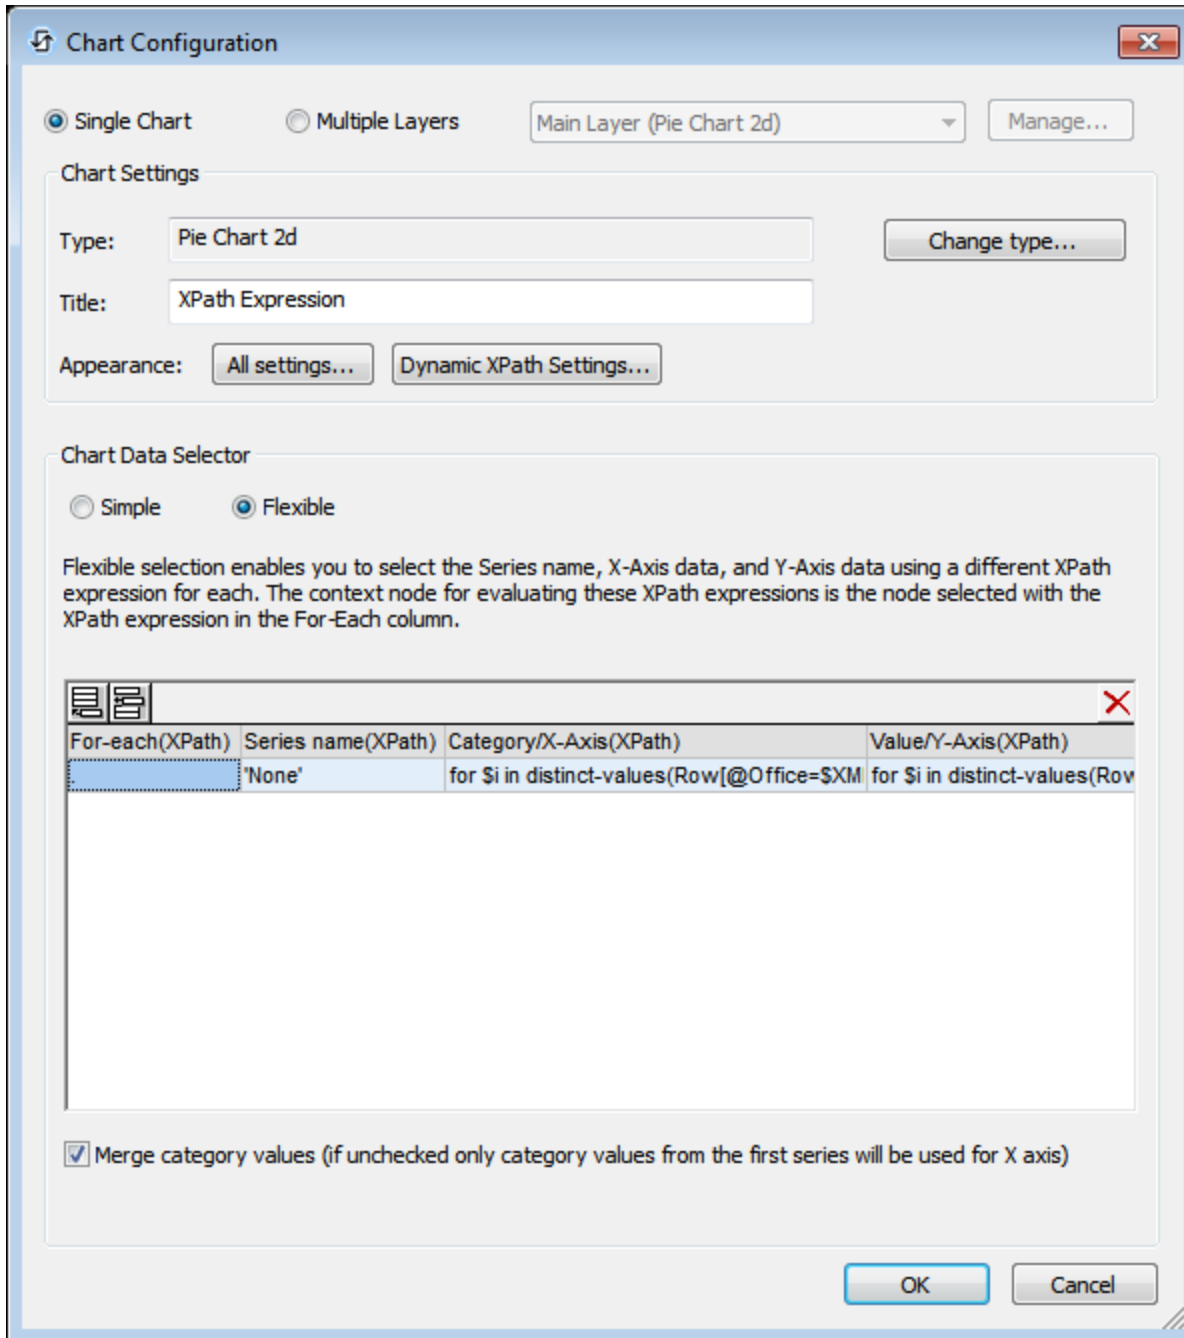 Chart Configuration
Single Chart Multiple Layers Main Layer (Pie Chart 2d) Manage...
Chart Settings
Type: Pie Chart 2d Change type...
Title: XPath Expression
Appearance: All settings... Dynamic XPath Settings...
Chart Data Selector
Simple Flexible
Flexible selection enables you to select the Series name, X-Axis data, and Y-Axis data using a different XPath
expression for each. The context node for evaluating these XPath expressions is the node selected with the
XPath expression in the For-Each column.
For-each(XPath) Series name(XPath) Category/X-Axis(XPath) Value/Y-Axis(XPath)
. 'None' for $i in distinct-values(Row[@Office=$XM for $i in distinct-values(Row
Merge category values (if unchecked only category values from the first series will be used for X axis)
OK Cancel